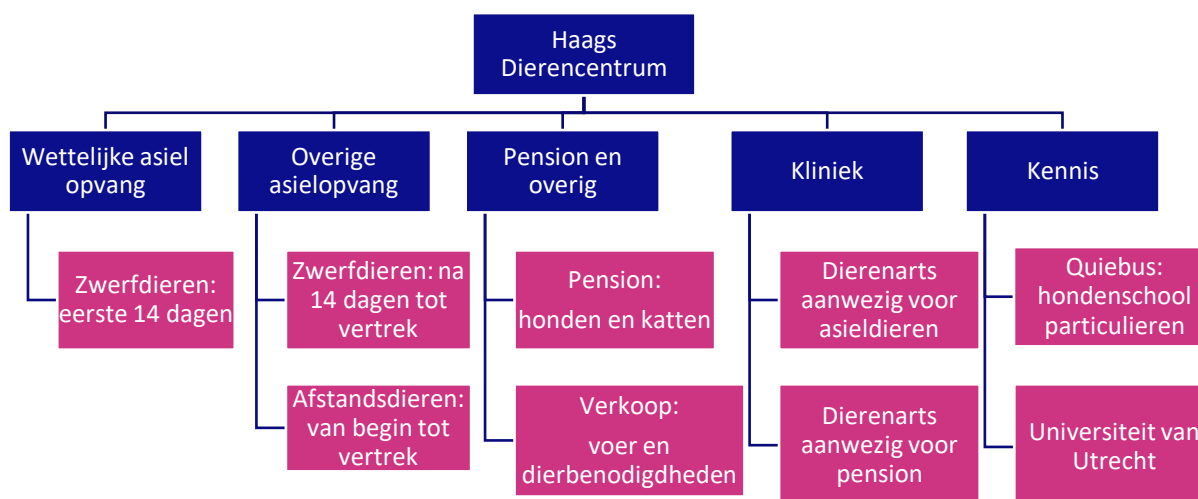 Haags
Dierencentrum
Wettelijke asiel
opvang
Overige
asielopvang
Pension en
overig
Kliniek
Kennis
Zwerfdieren:
eerste 14 dagen
Zwerfdieren: na
14 dagen tot
vertrek
Pension:
honden en katten
Dierenarts
aanwezig voor
asieldieren
Quiebus:
hondenschool
particulieren
Afstandsdieren:
van begin tot
vertrek
Verkoop:
voer en
dierbenodigdheden
Dierenarts
aanwezig voor
pension
Universiteit van
Utrecht